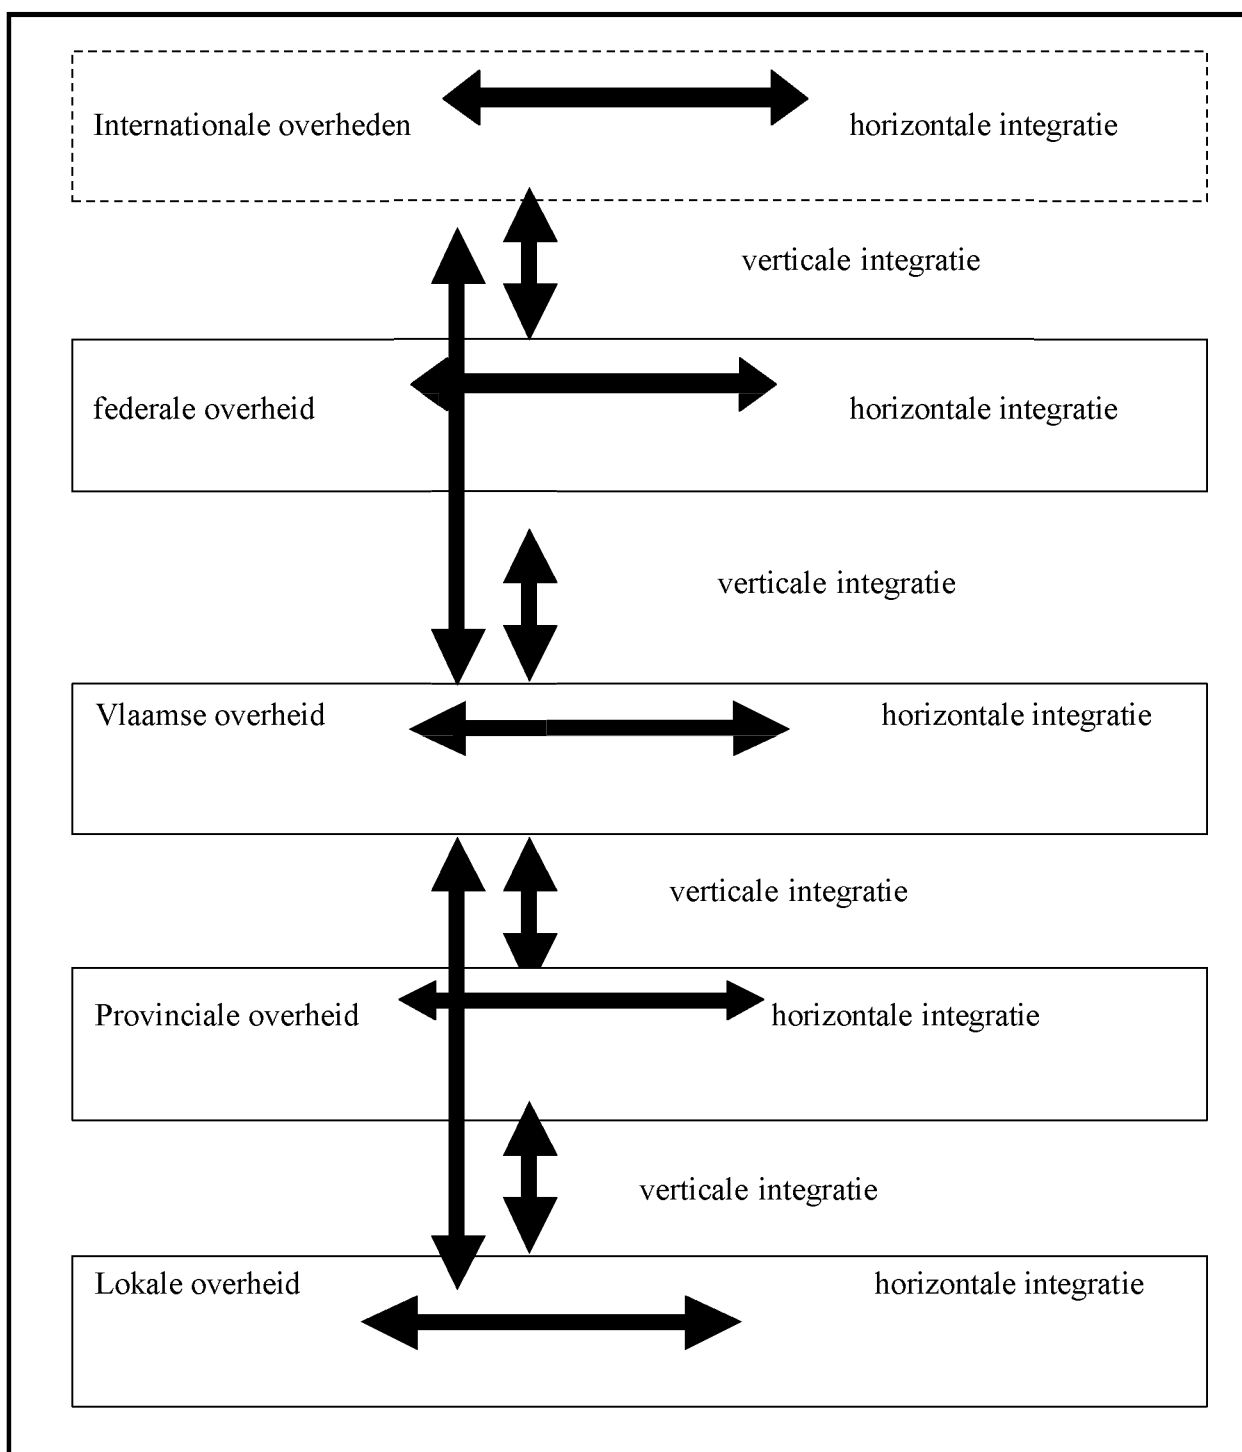 Internationale overheden
horizontale integratie
verticale integratie
federale overheid
horizontale integratie
verticale integratie
Vlaamse overheid
horizontale integratie
verticale integratie
Provinciale overheid
horizontale integratie
verticale integratie
Lokale overheid
horizontale integratie